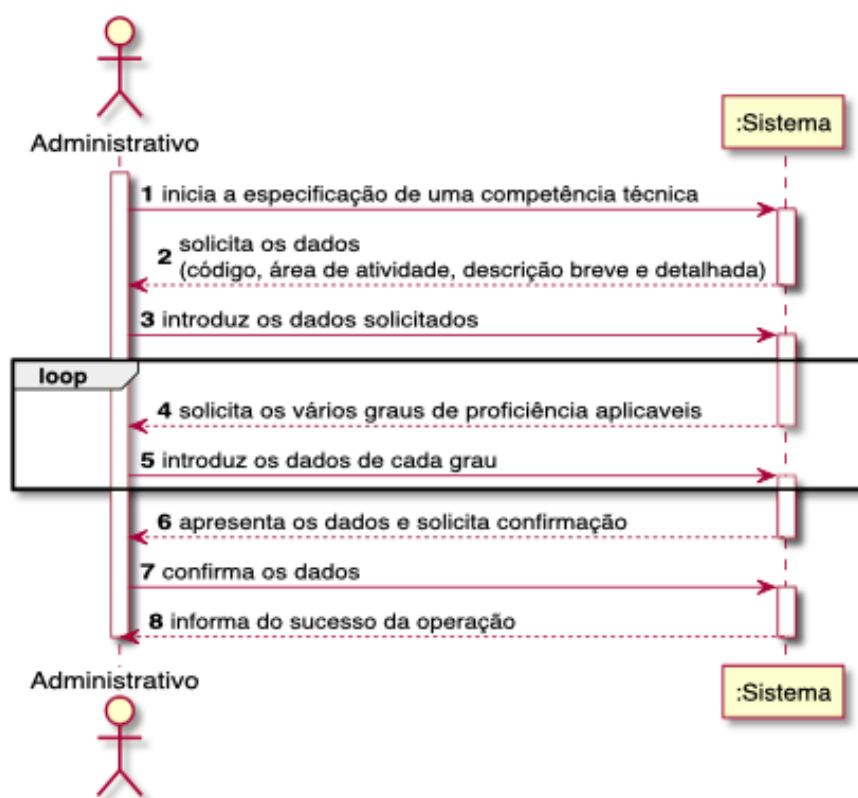 Administrativo
:Sistema
1 inicia a especificação de uma competência técnica
2 solicita os dados
(código, área de atividade, descrição breve e detalhada)
3 introduz os dados solicitados
loop
4 solicita os vários graus de proficiência aplicaveis
5 introduz os dados de cada grau
6 apresenta os dados e solicita confirmação
7 confirma os dados
8 informa do sucesso da operação
Administrativo
:Sistema